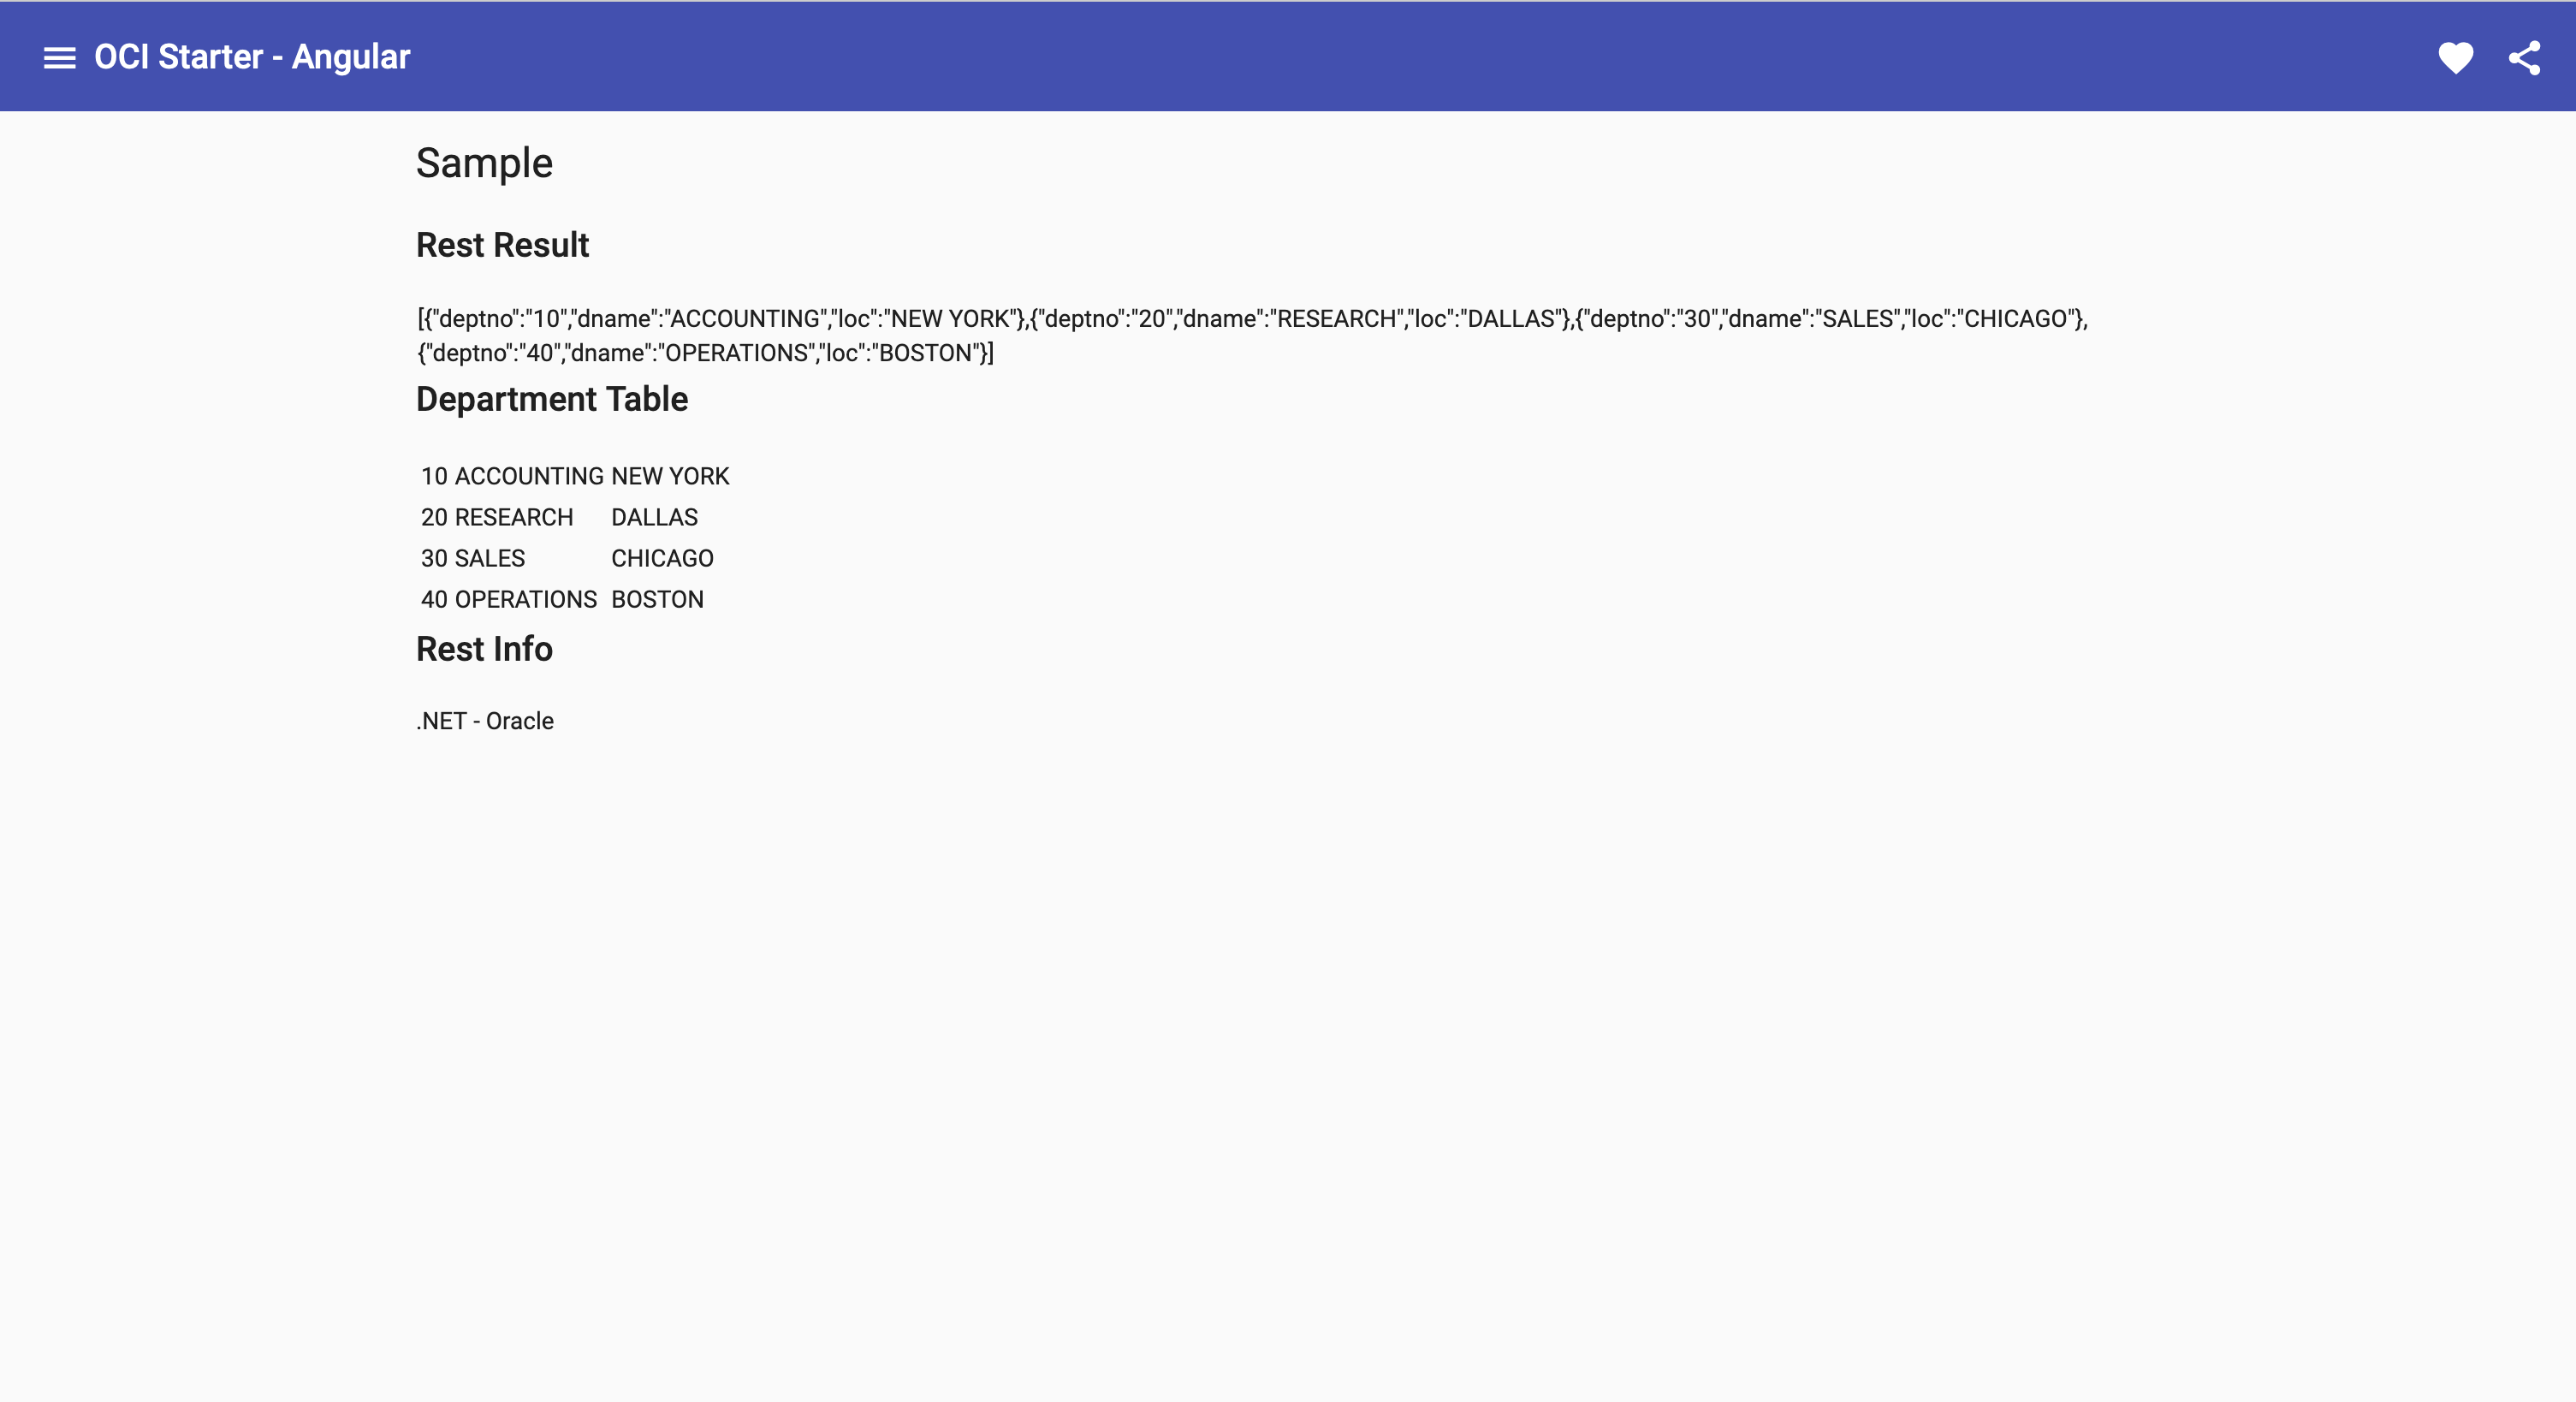 OCI Starter - Angular
Sample
Rest Result
[{"deptno":"10","dname":"ACCOUNTING","loc":"NEW YORK"},{"deptno":"20","dname":"RESEARCH","loc":"DALLAS"},{"deptno":"30","dname":"SALES","loc":"CHICAGO"},
{"deptno":"40","dname":"OPERATIONS","loc":"BOSTON"}]
Department Table
10 ACCOUNTING NEW YORK
20 RESEARCH DALLAS
30 SALES CHICAGO
40 OPERATIONS BOSTON
Rest Info
.NET - Oracle